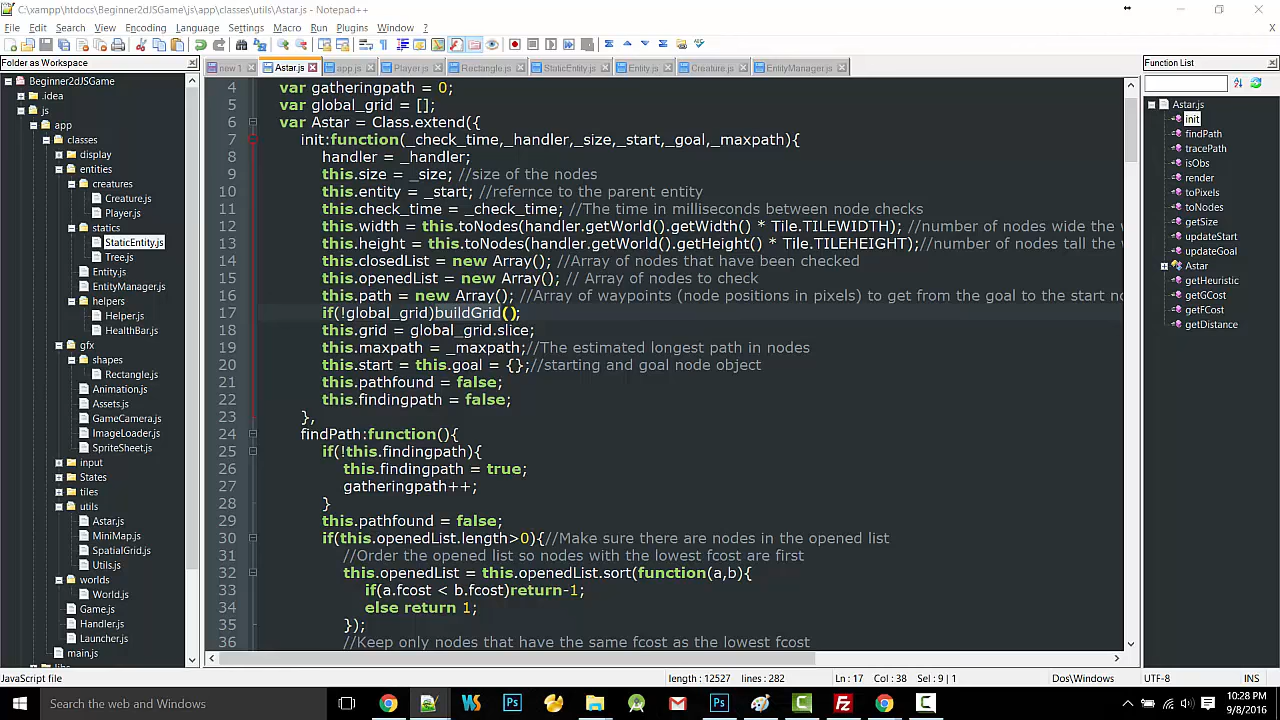 C:\xampp\htdocs\Beginner2dJSGame\js\app\classes\utils\Astar.js - Notepad++
File Edit Search View Encoding Language Settings Macro Run Plugins Window ?
Folder as Workspace
new 1 Astar.js app.js Player.js Rectangle.js StaticEntity.js Entity.js Creature.js EntityManager.js
Function List
Beginner2dJSGame
idea
js
app
classes
display
entities
creatures
Creature.js
Player.js
statics
StaticEntity.js
Tree.js
Entity.js
EntityManager.js
helpers
Helper.js
HealthBar.js
gfx
shapes
Rectangle.js
Animation.js
Assets.js
GameCamera.js
ImageLoader.js
SpriteSheet.js
input
States
tiles
utils
Astar.js
MiniMap.js
SpatialGrid.js
Utils.js
worlds
World.js
Game.js
Handler.js
Launcher.js
main.js
4 var gatheringpath = 0;
5 var global_grid = [];
6 var Astar = Class.extend({
7 init:function(_check_time,_handler,_size,_start,_goal,_maxpath){
8 handler = _handler;
9 this.size = _size; //size of the nodes
10 this.entity = _start; //refernce to the parent entity
11 this.check_time = _check_time; //The time in milliseconds between node checks
12 this.width = this.toNodes(handler.getWorld().getWidth() * Tile.TILEWIDTH); //number of nodes wide the
13 this.height = this.toNodes(handler.getWorld().getHeight() * Tile.TILEHEIGHT);//number of nodes tall the
14 this.closedList = new Array(); //Array of nodes that have been checked
15 this.openedList = new Array(); // Array of nodes to check
16 this.path = new Array(); //Array of waypoints (node positions in pixels) to get from the goal to the start
17 if(!global_grid)buildGrid();
18 this.grid = global_grid.slice;
19 this.maxpath = _maxpath;//The estimated longest path in nodes
20 this.start = this.goal = {};//starting and goal node object
21 this.pathfound = false;
22 this.findingpath = false;
23 },
24 findPath:function(){
25 if(!this.findingpath){
26 this.findingpath = true;
27 gatheringpath++;
28 }
29 this.pathfound = false;
30 if(this.openedList.length>0){//Make sure there are nodes in the opened list
31 //Order the opened list so nodes with the lowest fcost are first
32 this.openedList = this.openedList.sort(function(a,b){
33 if(a.fcost < b.fcost)return-1;
34 else return 1;
35 });
36 //Keep only nodes that have the same fcost as the lowest fcost
Astar.js
init
findPath
tracePath
isObs
render
toPixels
toNodes
getSize
updateStart
updateGoal
Astar
getHeuristic
getGCost
getFCost
getDistance
JavaScript file length : 12527 lines : 282 Ln : 17 Col : 38 Sel : 9 | 1 Dos\Windows UTF-8 INS
Search the web and Windows
10:28 PM
9/8/2016